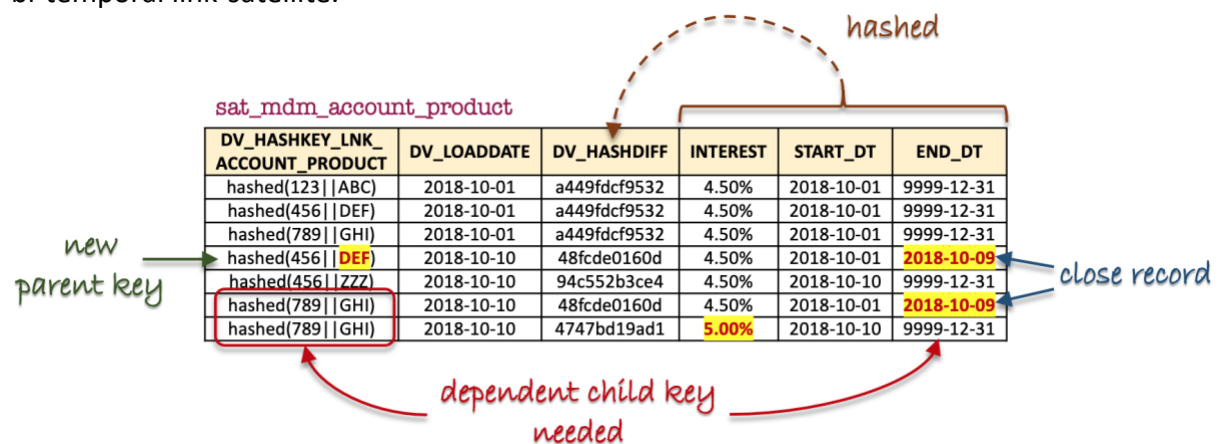 bi-temporal link-satellite.
hashed
sat_mdm_account_product
DV_HASHKEY_LNK_ACCOUNT_PRODUCT DV_LOADDATE DV_HASHDIFF INTEREST START_DT END_DT
hashed(123||ABC) 2018-10-01 a449fdcf9532 4.50% 2018-10-01 9999-12-31
hashed(456||DEF) 2018-10-01 a449fdcf9532 4.50% 2018-10-01 9999-12-31
hashed(789||GHI) 2018-10-01 a449fdcf9532 4.50% 2018-10-01 9999-12-31
hashed(456||DEF) 2018-10-10 48fcde0160d 4.50% 2018-10-01 2018-10-09
hashed(456||ZZZ) 2018-10-10 94c552b3ce4 4.50% 2018-10-10 9999-12-31
hashed(789||GHI) 2018-10-10 48fcde0160d 4.50% 2018-10-01 2018-10-09
hashed(789||GHI) 2018-10-10 4747bd19ad1 5.00% 2018-10-10 9999-12-31
new
parent key
close record
dependent child key
needed